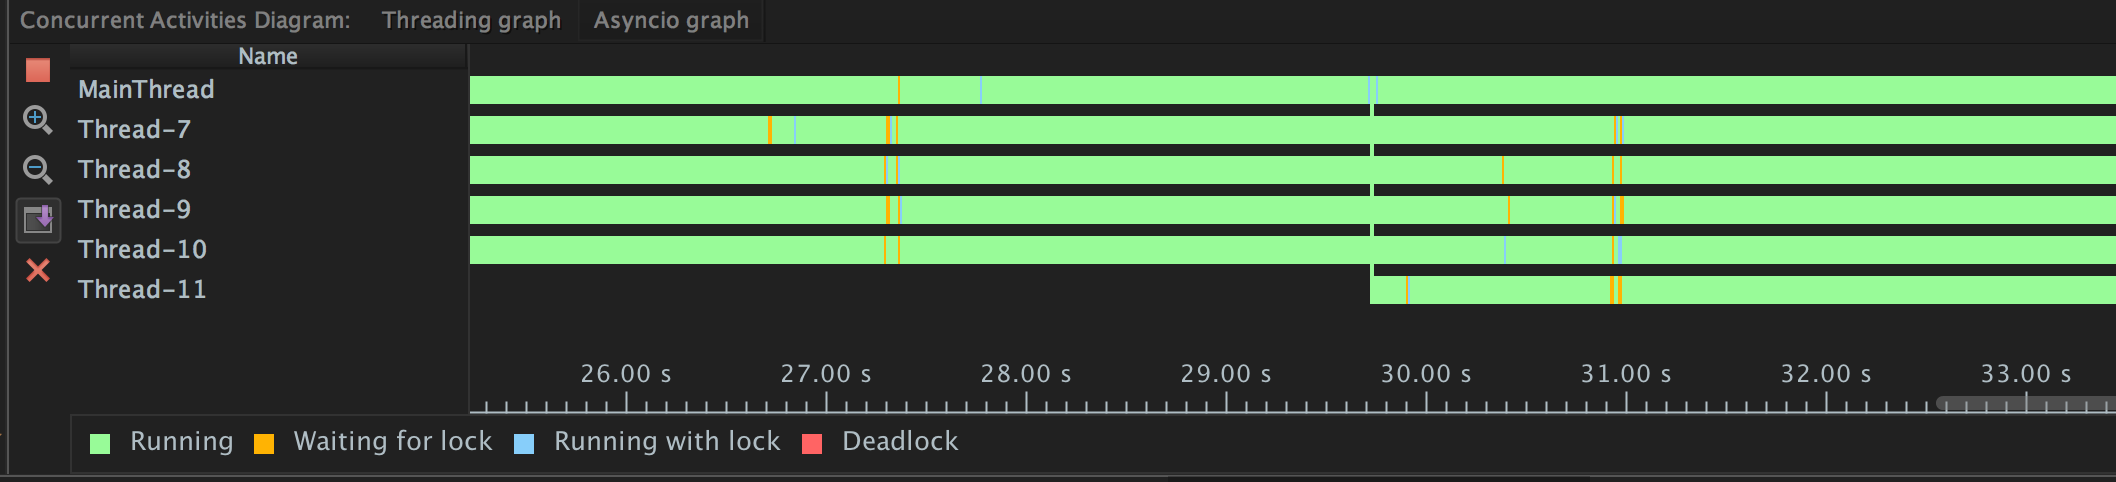 Concurrent Activities Diagram: Threading graph Asyncio graph
Name
MainThread
Thread-7
Thread-8
Thread-9
Thread-10
Thread-11
26.00 s 27.00 s 28.00 s 29.00 s 30.00 s 31.00 s 32.00 s 33.00 s
Running Waiting for lock Running with lock Deadlock